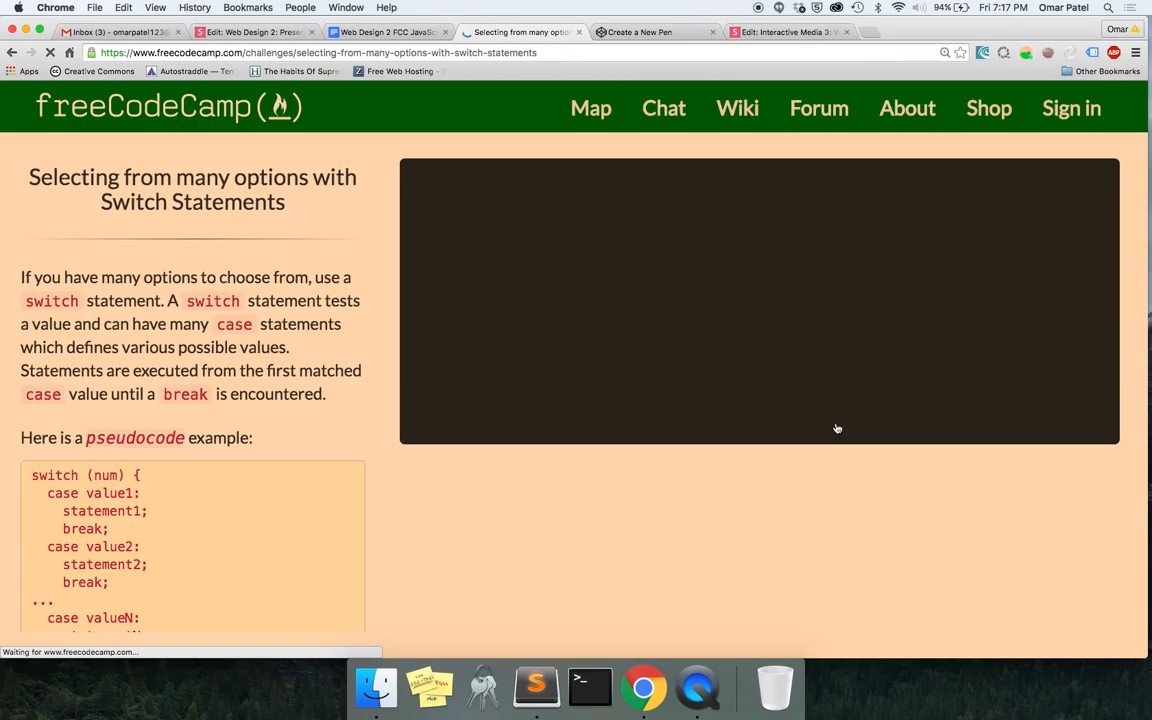 Chrome File Edit View History Bookmarks People Window Help 94% Fri 7:17 PM Omar Patel
Inbox (3) - omarpatel123@ Edit: Web Design 2: Presen Web Design 2 FCC JavaSc Selecting from many optio Create a New Pen Edit: Interactive Media 3: V Omar
https://www.freecodecamp.com/challenges/selecting-from-many-options-with-switch-statements
Apps Creative Commons Autostraddle — Ten The Habits Of Supre Free Web Hosting - Other Bookmarks
freeCodeCamp Map Chat Wiki Forum About Shop Sign in
Selecting from many options with
Switch Statements
If you have many options to choose from, use a
switch statement. A switch statement tests
a value and can have many case statements
which defines various possible values.
Statements are executed from the first matched
case value until a break is encountered.
Here is a pseudocode example:
switch (num) {
case value1:
statement1;
break;
case value2:
statement2;
break;
...
case valueN:
Waiting for www.freecodecamp.com...